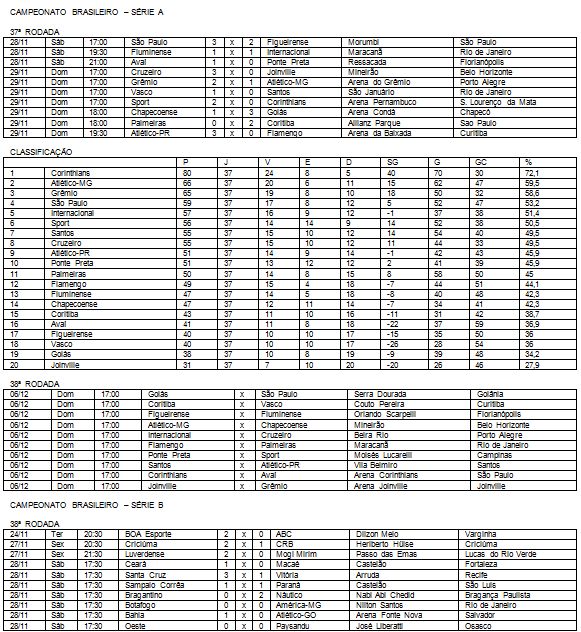 CAMPEONATO BRASILEIRO – SÉRIE A
37ª RODADA
28/11 Sáb 17:00 São Paulo 3 x 2 Figueirense Morumbi São Paulo
28/11 Sáb 19:30 Fluminense 1 x 1 Internacional Maracanã Rio de Janeiro
28/11 Sáb 21:00 Avaí 1 x 1 Ponte Preta Ressacada Florianópolis
29/11 Dom 17:00 Cruzeiro 3 x 0 Joinville Mineirão Belo Horizonte
29/11 Dom 17:00 Grêmio 2 x 1 Atlético-MG Arena do Grêmio Porto Alegre
29/11 Dom 17:00 Vasco 1 x 0 Santos São Januário Rio de Janeiro
29/11 Dom 17:00 Sport 2 x 0 Corinthians Arena Pernambuco S. Lourenço da Mata
29/11 Dom 18:00 Chapecoense 1 x 3 Goiás Arena Condá Chapecó
29/11 Dom 18:00 Palmeiras 0 x 2 Coritiba Allianz Parque Sao Paulo
29/11 Dom 19:30 Atlético-PR 3 x 0 Flamengo Arena da Baixada Curitiba
CLASSIFICAÇÃO
P J V E D SG G GC %
1 Corinthians 80 37 24 8 5 40 70 30 72,1
2 Atlético-MG 66 37 20 6 11 15 62 47 59,5
3 Grêmio 65 37 19 8 10 18 50 32 58,6
4 São Paulo 59 37 17 8 12 5 52 47 53,2
5 Internacional 57 37 16 9 12 -1 37 38 51,4
6 Sport 56 37 14 14 9 14 52 38 50,5
7 Santos 55 37 15 10 12 14 54 40 49,5
8 Cruzeiro 55 37 15 10 12 11 44 33 49,5
9 Atlético-PR 51 37 14 9 14 -1 42 43 45,9
10 Ponte Preta 51 37 13 12 12 2 41 39 45,9
11 Palmeiras 50 37 14 8 15 8 58 50 45
12 Flamengo 49 37 15 4 18 -7 44 51 44,1
13 Fluminense 47 37 14 5 18 -8 40 48 42,3
14 Chapecoense 47 37 12 11 14 -7 34 41 42,3
15 Coritiba 43 37 11 10 16 -11 31 42 38,7
16 Avaí 41 37 11 8 18 -22 37 59 36,9
17 Figueirense 40 37 10 10 17 -15 35 50 36
18 Vasco 40 37 10 10 17 -26 28 54 36
19 Goiás 38 37 10 8 19 -9 39 48 34,2
20 Joinville 31 37 7 10 20 -20 26 46 27,9
38ª RODADA
06/12 Dom 17:00 Goiás x São Paulo Serra Dourada Goiânia
06/12 Dom 17:00 Coritiba x Vasco Couto Pereira Curitiba
06/12 Dom 17:00 Figueirense x Fluminense Orlando Scarpelli Florianópolis
06/12 Dom 17:00 Atlético-MG x Chapecoense Mineirão Belo Horizonte
06/12 Dom 17:00 Internacional x Cruzeiro Beira Rio Porto Alegre
06/12 Dom 17:00 Flamengo x Palmeiras Maracanã Rio de Janeiro
06/12 Dom 17:00 Ponte Preta x Sport Moisés Lucarelli Campinas
06/12 Dom 17:00 Santos x Atlético-PR Vila Belmiro Santos
06/12 Dom 17:00 Corinthians x Avaí Arena Corinthians São Paulo
06/12 Dom 17:00 Joinville x Grêmio Arena Joinville Joinville
CAMPEONATO BRASILEIRO – SÉRIE B
38ª RODADA
24/11 Ter 20:30 BOA Esporte 2 x 0 ABC Dilzon Melo Varginha
27/11 Sex 20:30 Criciúma 2 x 1 CRB Heriberto Hülse Criciúma
27/11 Sex 21:30 Luverdense 2 x 0 Mogi Mirim Passo das Emas Lucas do Rio Verde
28/11 Sáb 17:30 Ceará 1 x 0 Macaé Castelão Fortaleza
28/11 Sáb 17:30 Santa Cruz 3 x 1 Vitória Arruda Recife
28/11 Sáb 17:30 Sampaio Corrêa 1 x 1 Paraná Castelão São Luís
28/11 Sáb 17:30 Bragantino 0 x 2 Náutico Nabi Abi Chedid Bragança Paulista
28/11 Sáb 17:30 Botafogo 0 x 0 América-MG Nilton Santos Rio de Janeiro
28/11 Sáb 17:30 Bahia 1 x 0 Atlético-GO Arena Fonte Nova Salvador
28/11 Sáb 17:30 Oeste 0 x 0 Paysandu José Liberatti Osasco